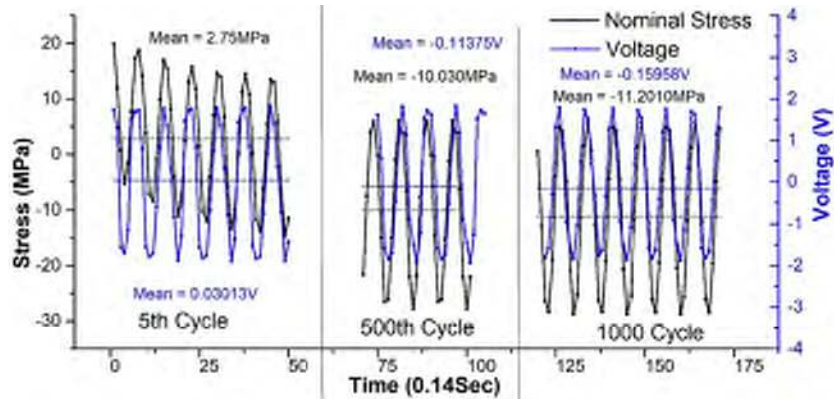 Nominal Stress
Voltage
Mean = 2.75MPa
Mean = -0.11375V
Mean = -10.030MPa
Mean = -0.15958V
Mean = -11.2010MPa
Mean = 0.03013V
5th Cycle
500th Cycle
1000 Cycle
Stress (MPa)
20
10
0
-10
-20
-30
Voltage (V)
4
3
2
1
0
-1
-2
-3
-4
0
25
50
75
100
125
150
175
Time (0.14Sec)